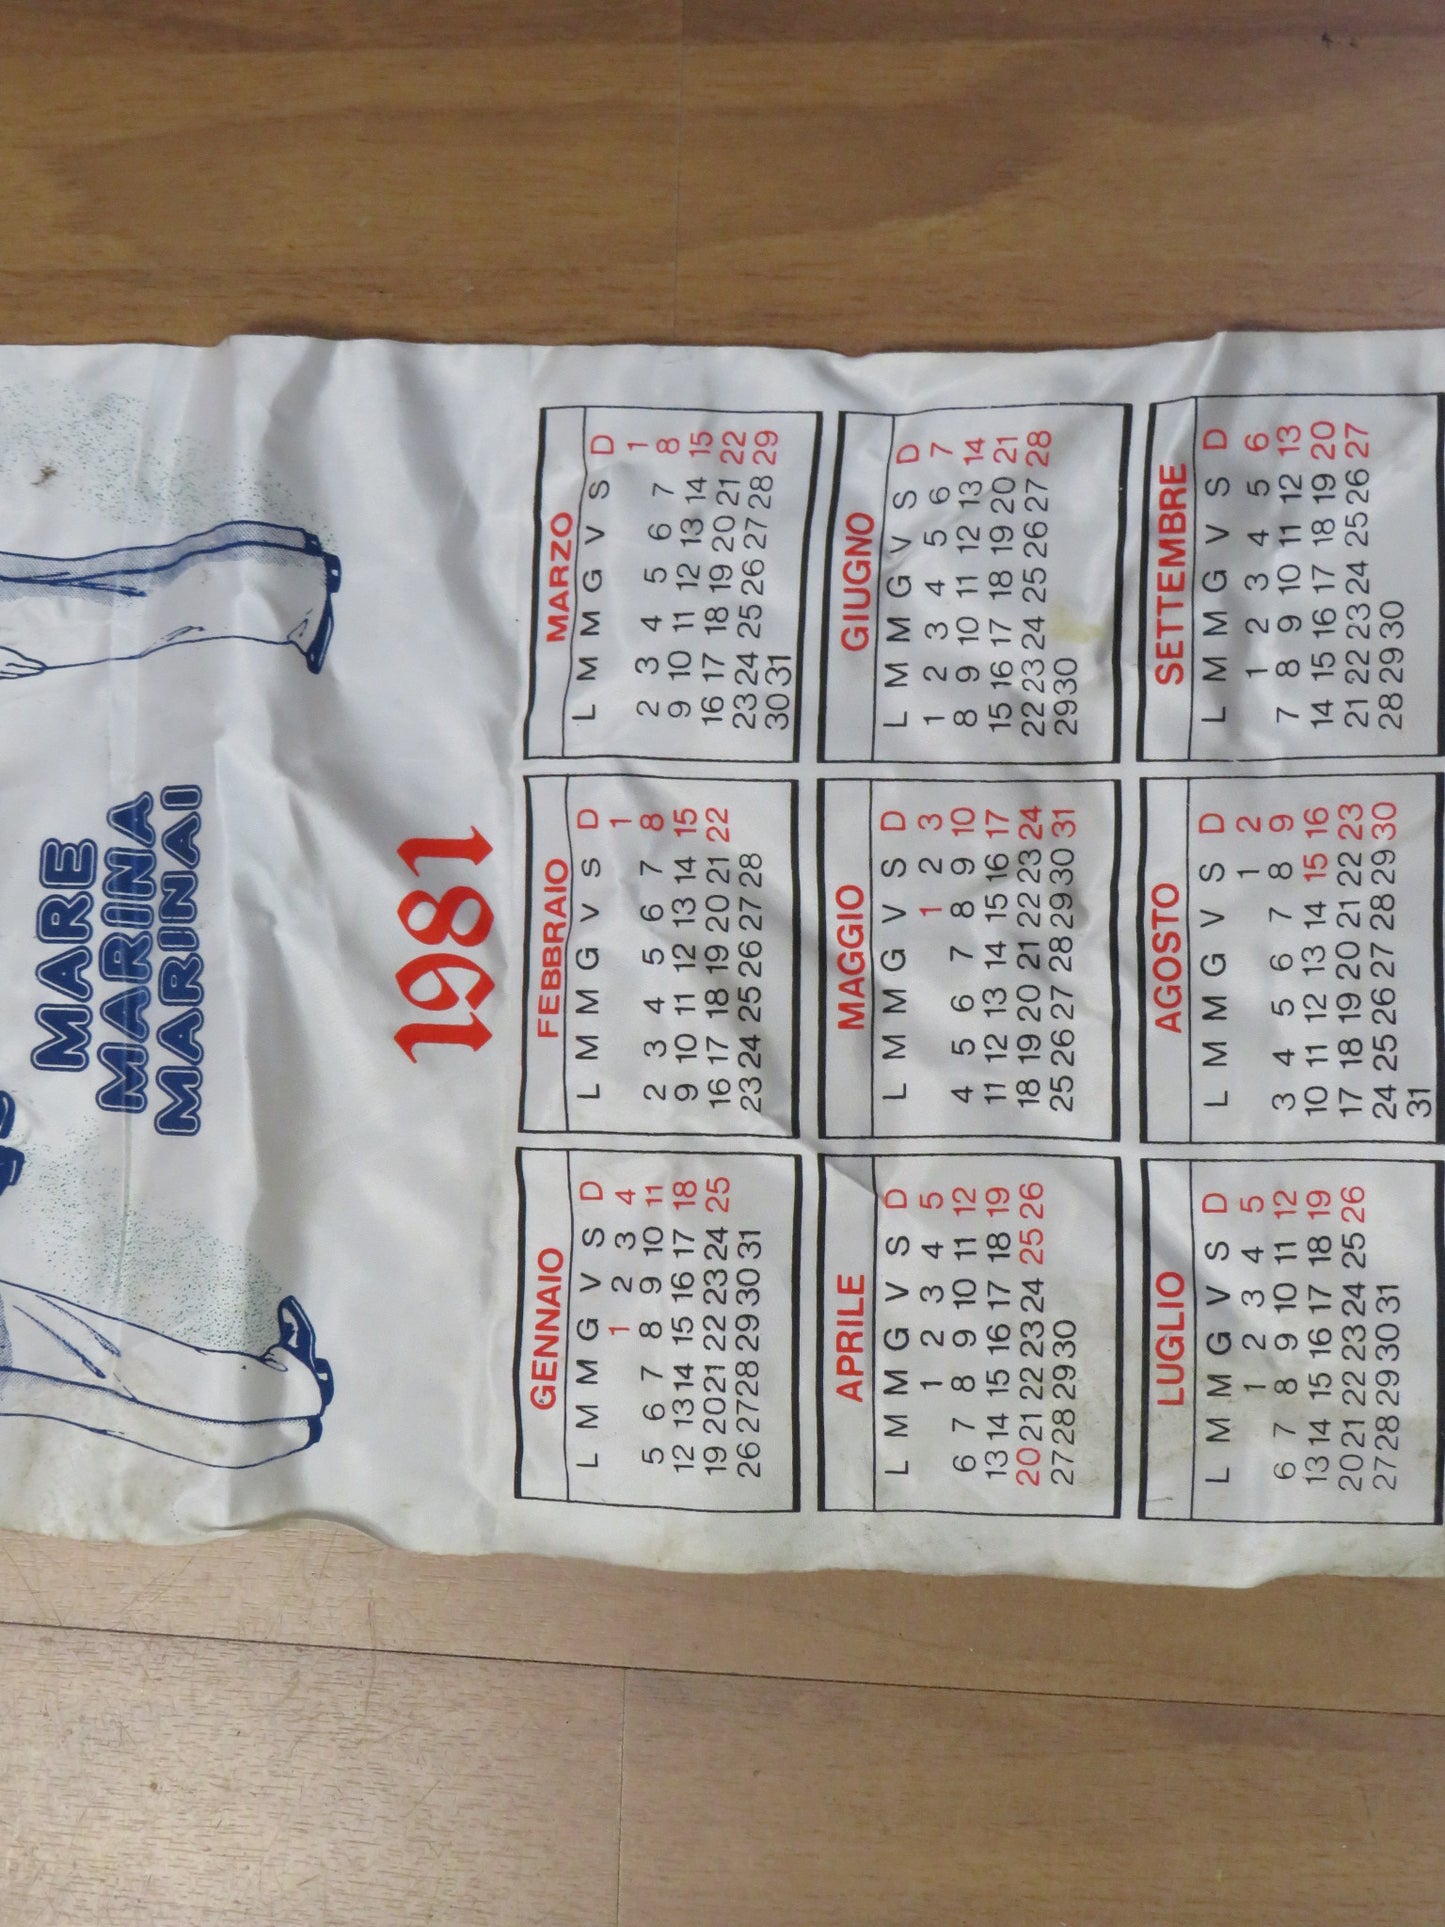 MARE
MARINA
MARINAI
1981
GENNAIO
L M M G V S D
1 2 3 4
5 6 7 8 9 10 11
12 13 14 15 16 17 18
19 20 21 22 23 24 25
26 27 28 29 30 31
FEBBRAIO
L M M G V S D
1
2 3 4 5 6 7 8
9 10 11 12 13 14 15
16 17 18 19 20 21 22
23 24 25 26 27 28
MARZO
L M M G V S D
1
2 3 4 5 6 7 8
9 10 11 12 13 14 15
16 17 18 19 20 21 22
23 24 25 26 27 28 29
30 31
APRILE
L M M G V S D
1 2 3 4 5
6 7 8 9 10 11 12
13 14 15 16 17 18 19
20 21 22 23 24 25 26
27 28 29 30
MAGGIO
L M M G V S D
1 2 3
4 5 6 7 8 9 10
11 12 13 14 15 16 17
18 19 20 21 22 23 24
25 26 27 28 29 30 31
GIUGNO
L M M G V S D
1 2 3 4 5 6 7
8 9 10 11 12 13 14
15 16 17 18 19 20 21
22 23 24 25 26 27 28
29 30
LUGLIO
L M M G V S D
1 2 3 4 5
6 7 8 9 10 11 12
13 14 15 16 17 18 19
20 21 22 23 24 25 26
27 28 29 30 31
AGOSTO
L M M G V S D
1 2
3 4 5 6 7 8 9
10 11 12 13 14 15 16
17 18 19 20 21 22 23
24 25 26 27 28 29 30
31
SETTEMBRE
L M M G V S D
1 2 3 4 5 6
7 8 9 10 11 12 13
14 15 16 17 18 19 20
21 22 23 24 25 26 27
28 29 30